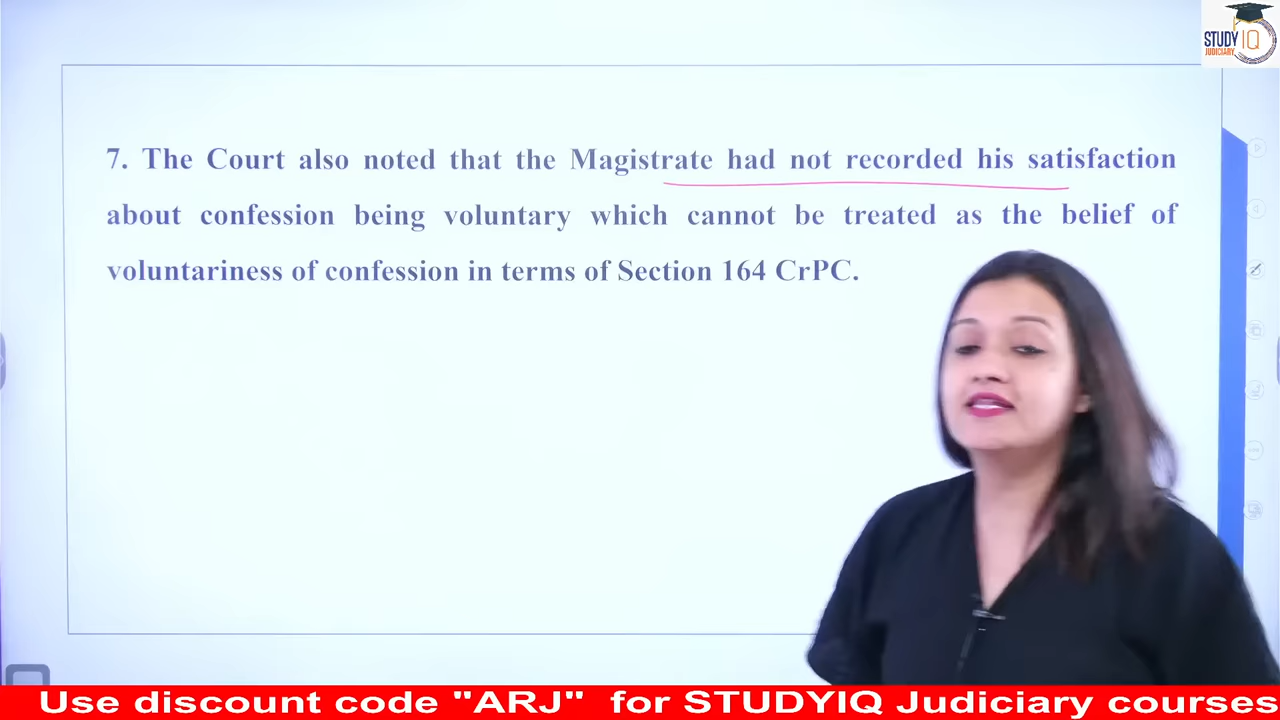 STUDY IQ
JUDICIARY
7. The Court also noted that the Magistrate had not recorded his satisfaction
about confession being voluntary which cannot be treated as the belief of
voluntariness of confession in terms of Section 164 CrPC.
Use discount code "ARJ" for STUDYIQ Judiciary courses